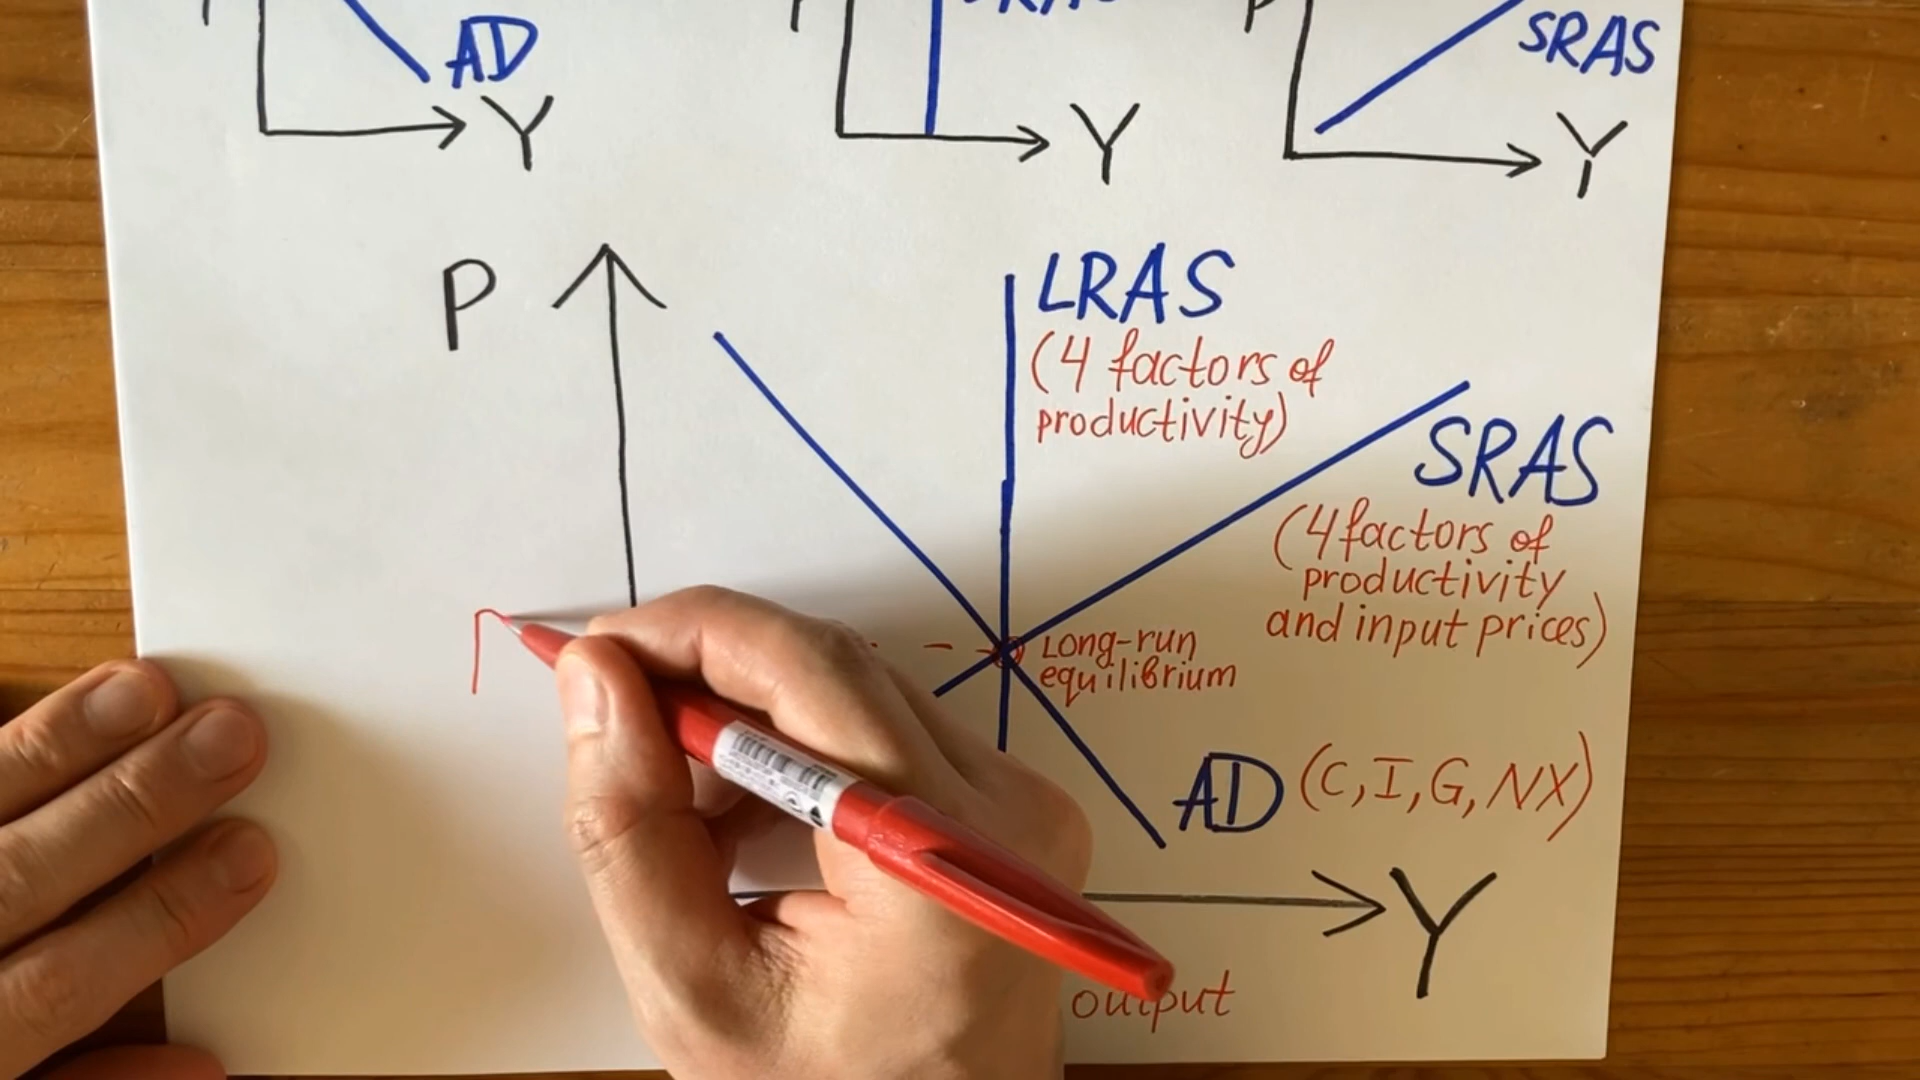 AD
Y
Y
SRAS
Y
P
LRAS
(4 factors of
productivity)
SRAS
(4 factors of
productivity
and input prices)
Long-run
equilibrium
AD (C, I, G, NX)
Y
output